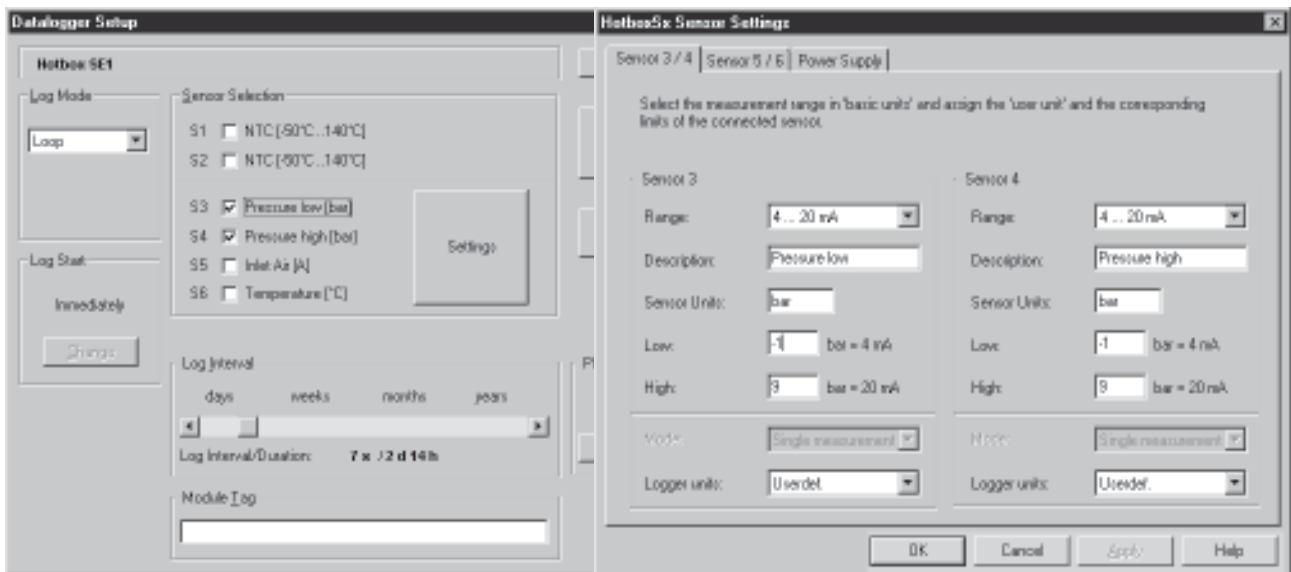 Datalogger Setup
Hotbox SE1
Log Mode
Loop
Log Start
Immediately
Change
Sensor Selection
S1 NTC [-50°C..140°C]
S2 NTC [-50°C..140°C]
S3 Pressure low [bar]
S4 Pressure high [bar]
S5 Inlet Air [A]
S6 Temperature [°C]
Settings
Log Interval
days weeks months years
Log Interval/Duration: 7 s / 2 d 14 h
Module Tag
HotboxSx Sensor Settings
Sensor 3 / 4 Sensor 5 / 6 Power Supply
Select the measurement range in 'basic units' and assign the 'user unit' and the corresponding
limits of the connected sensor.
Sensor 3
Range: 4 ... 20 mA
Description: Pressure low
Sensor Units: bar
Low: -1 bar = 4 mA
High: 9 bar = 20 mA
Mode: Single measurement
Logger units: Userdef.
Sensor 4
Range: 4 ... 20 mA
Description: Pressure high
Sensor Units: bar
Low: -1 bar = 4 mA
High: 9 bar = 20 mA
Mode: Single measurement
Logger units: Userdef.
OK Cancel Apply Help